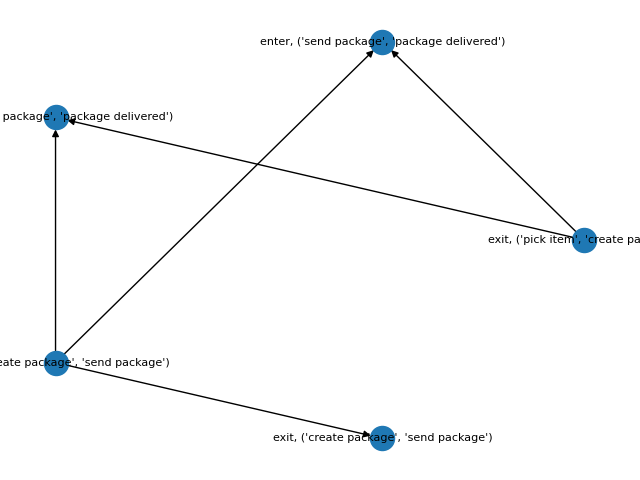 enter, ('send package', 'package delivered')
package', 'package delivered')
exit, ('pick item', 'create pa
package', 'send package')
exit, ('create package', 'send package')